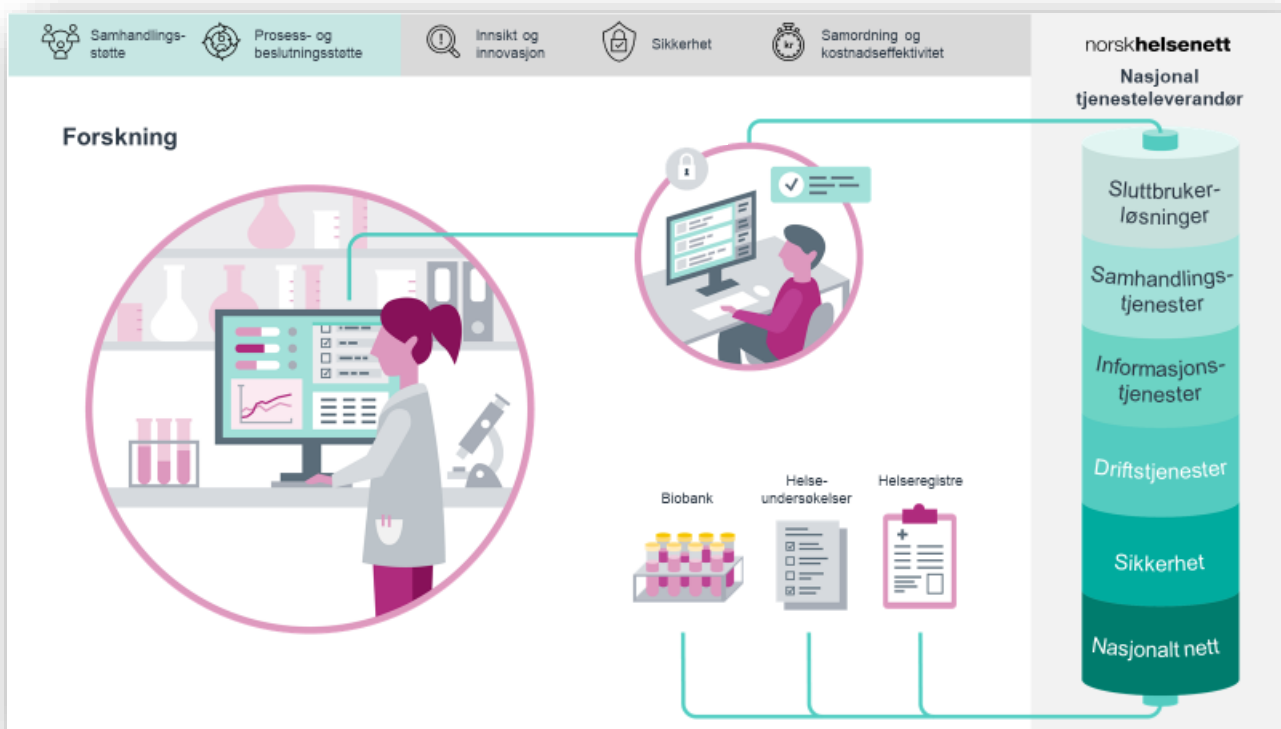 Samhandlings-
støtte
Prosess- og
beslutningsstøtte
Innsikt og
innovasjon
Sikkerhet
kr
Samordning og
kostnadseffektivitet
norskhelsenett
Nasjonal
tjenesteleverandør
Forskning
Sluttbruker-
løsninger
Samhandlings-
tjenester
Informasjons-
tjenester
Driftstjenester
Sikkerhet
Nasjonalt nett
Biobank
Helse-
undersøkelser
Helseregistre